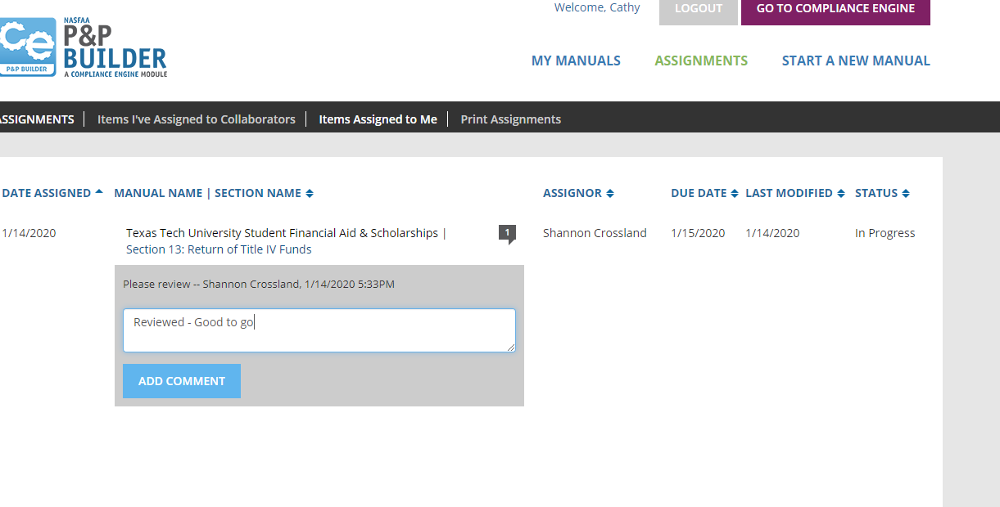 Welcome, Cathy
LOGOUT
GO TO COMPLIANCE ENGINE
Ce
P&P BUILDER
NASFAA
P&P
BUILDER
A COMPLIANCE ENGINE MODULE
MY MANUALS
ASSIGNMENTS
START A NEW MANUAL
ASSIGNMENTS
Items I've Assigned to Collaborators
Items Assigned to Me
Print Assignments
DATE ASSIGNED
MANUAL NAME | SECTION NAME
ASSIGNOR
DUE DATE
LAST MODIFIED
STATUS
1/14/2020
Texas Tech University Student Financial Aid & Scholarships |
Section 13: Return of Title IV Funds
1
Shannon Crossland
1/15/2020
1/14/2020
In Progress
Please review -- Shannon Crossland, 1/14/2020 5:33PM
Reviewed - Good to go
ADD COMMENT